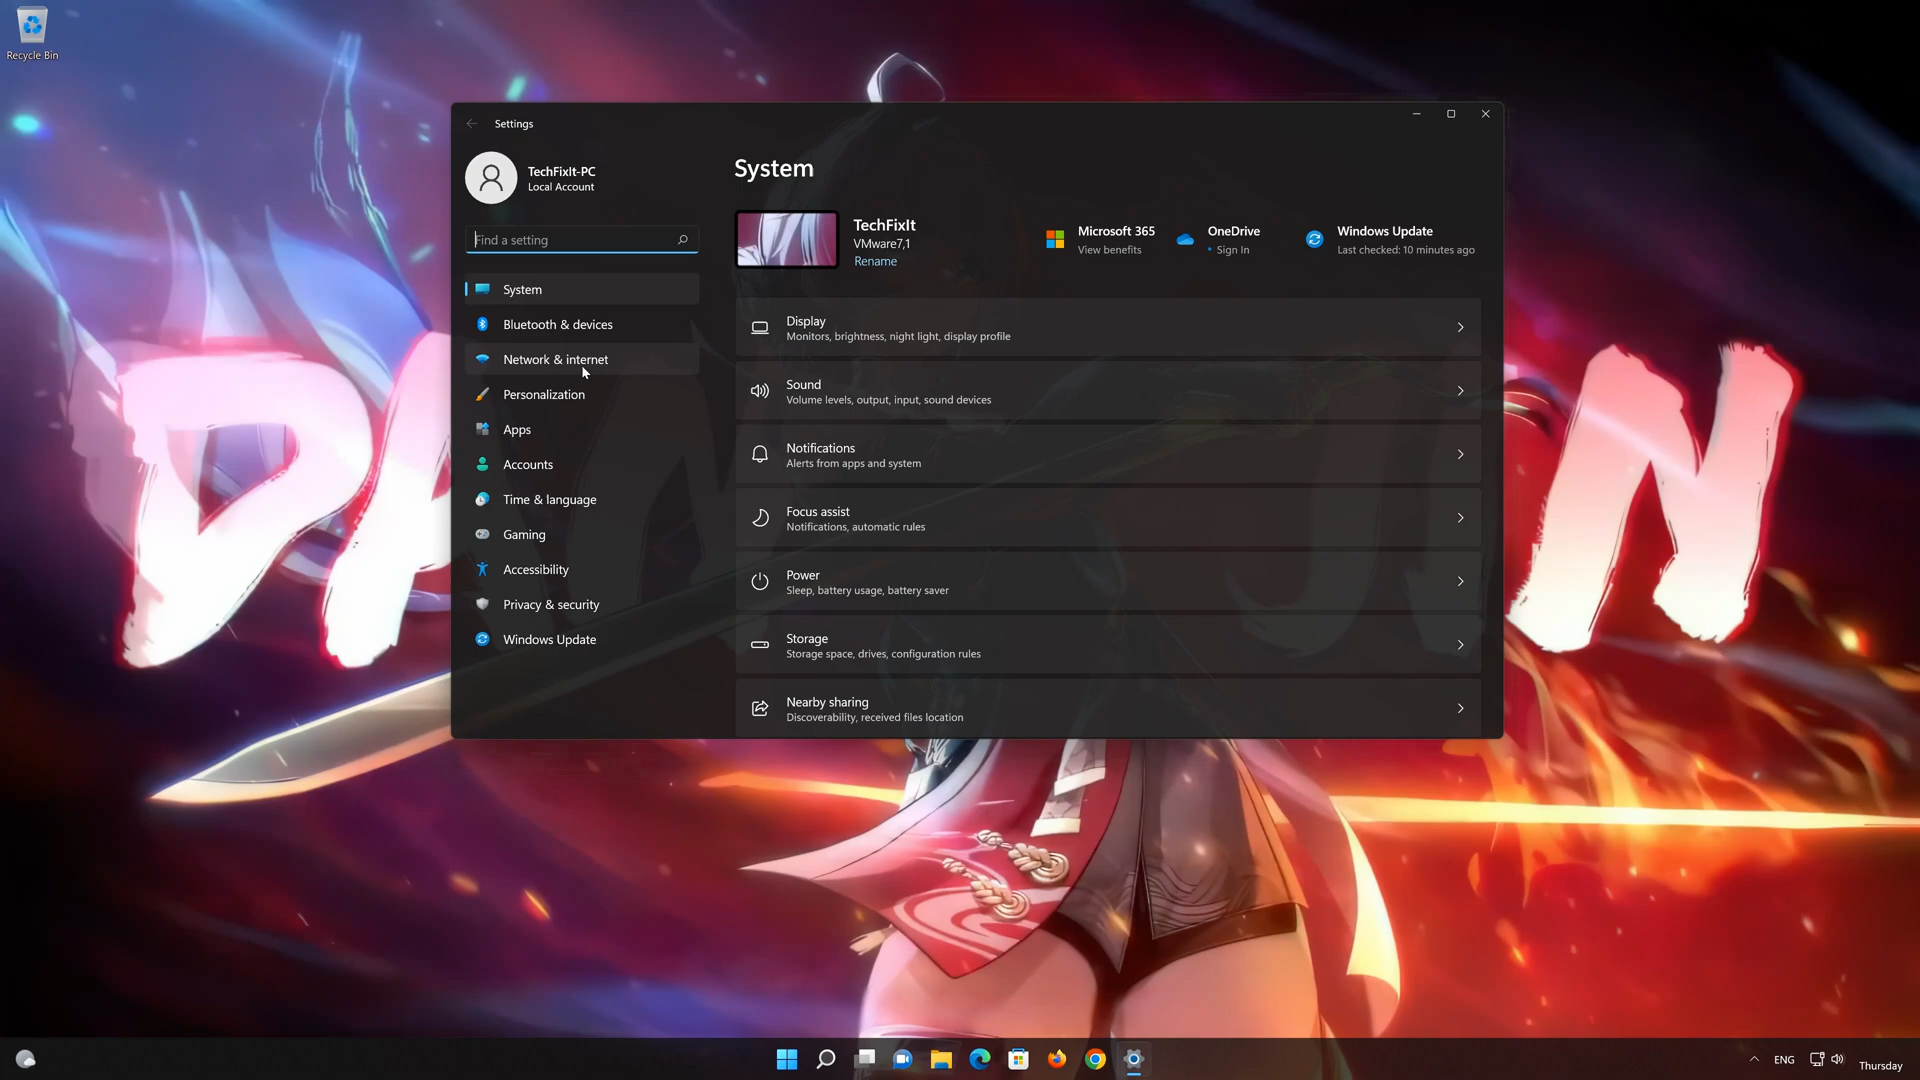 Recycle Bin
Settings
TechFixIt-PC
Local Account
Find a setting
System
Bluetooth & devices
Network & internet
Personalization
Apps
Accounts
Time & language
Gaming
Accessibility
Privacy & security
Windows Update
System
TechFixIt
VMware7,1
Rename
Microsoft 365
View benefits
OneDrive
• Sign In
Windows Update
Last checked: 10 minutes ago
Display
Monitors, brightness, night light, display profile
Sound
Volume levels, output, input, sound devices
Notifications
Alerts from apps and system
Focus assist
Notifications, automatic rules
Power
Sleep, battery usage, battery saver
Storage
Storage space, drives, configuration rules
Nearby sharing
Discoverability, received files location
ENG
Thursday